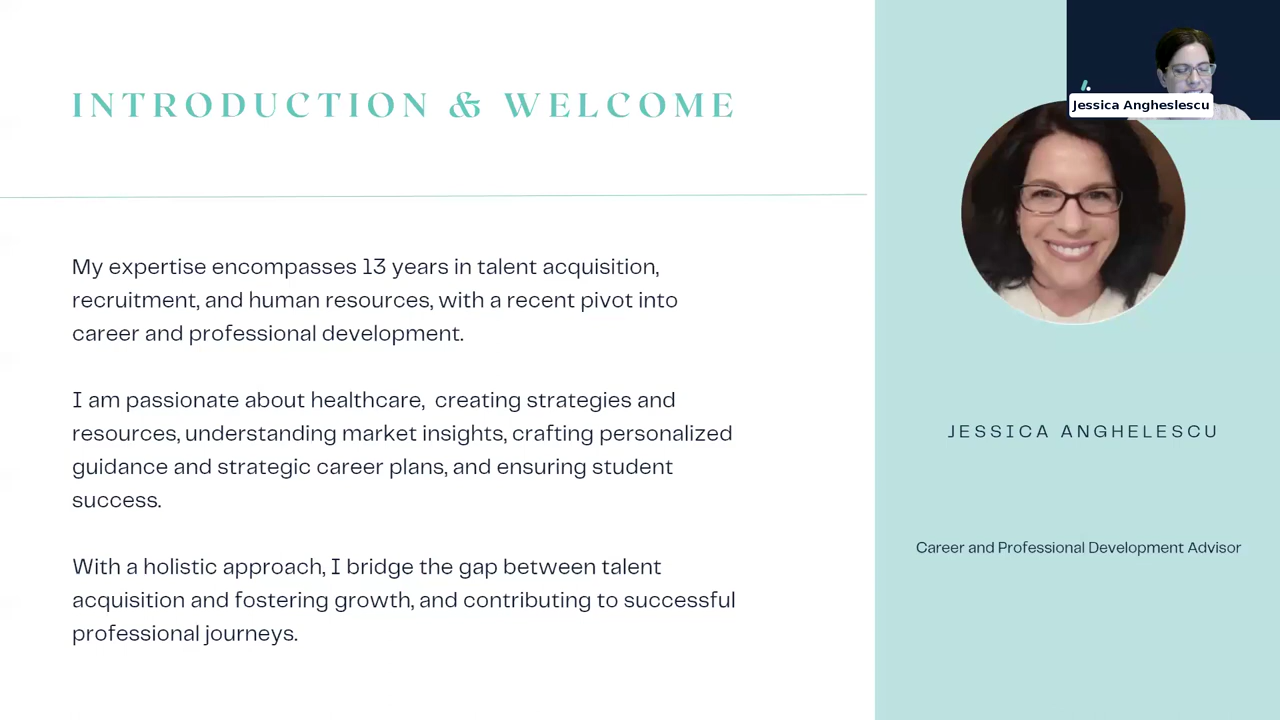 INTRODUCTION & WELCOME
My expertise encompasses 13 years in talent acquisition,
recruitment, and human resources, with a recent pivot into
career and professional development.
I am passionate about healthcare,  creating strategies and
resources, understanding market insights, crafting personalized
guidance and strategic career plans, and ensuring student
success.
With a holistic approach, I bridge the gap between talent
acquisition and fostering growth, and contributing to successful
professional journeys.
Jessica Angheslescu
JESSICA ANGHELESCU
Career and Professional Development Advisor